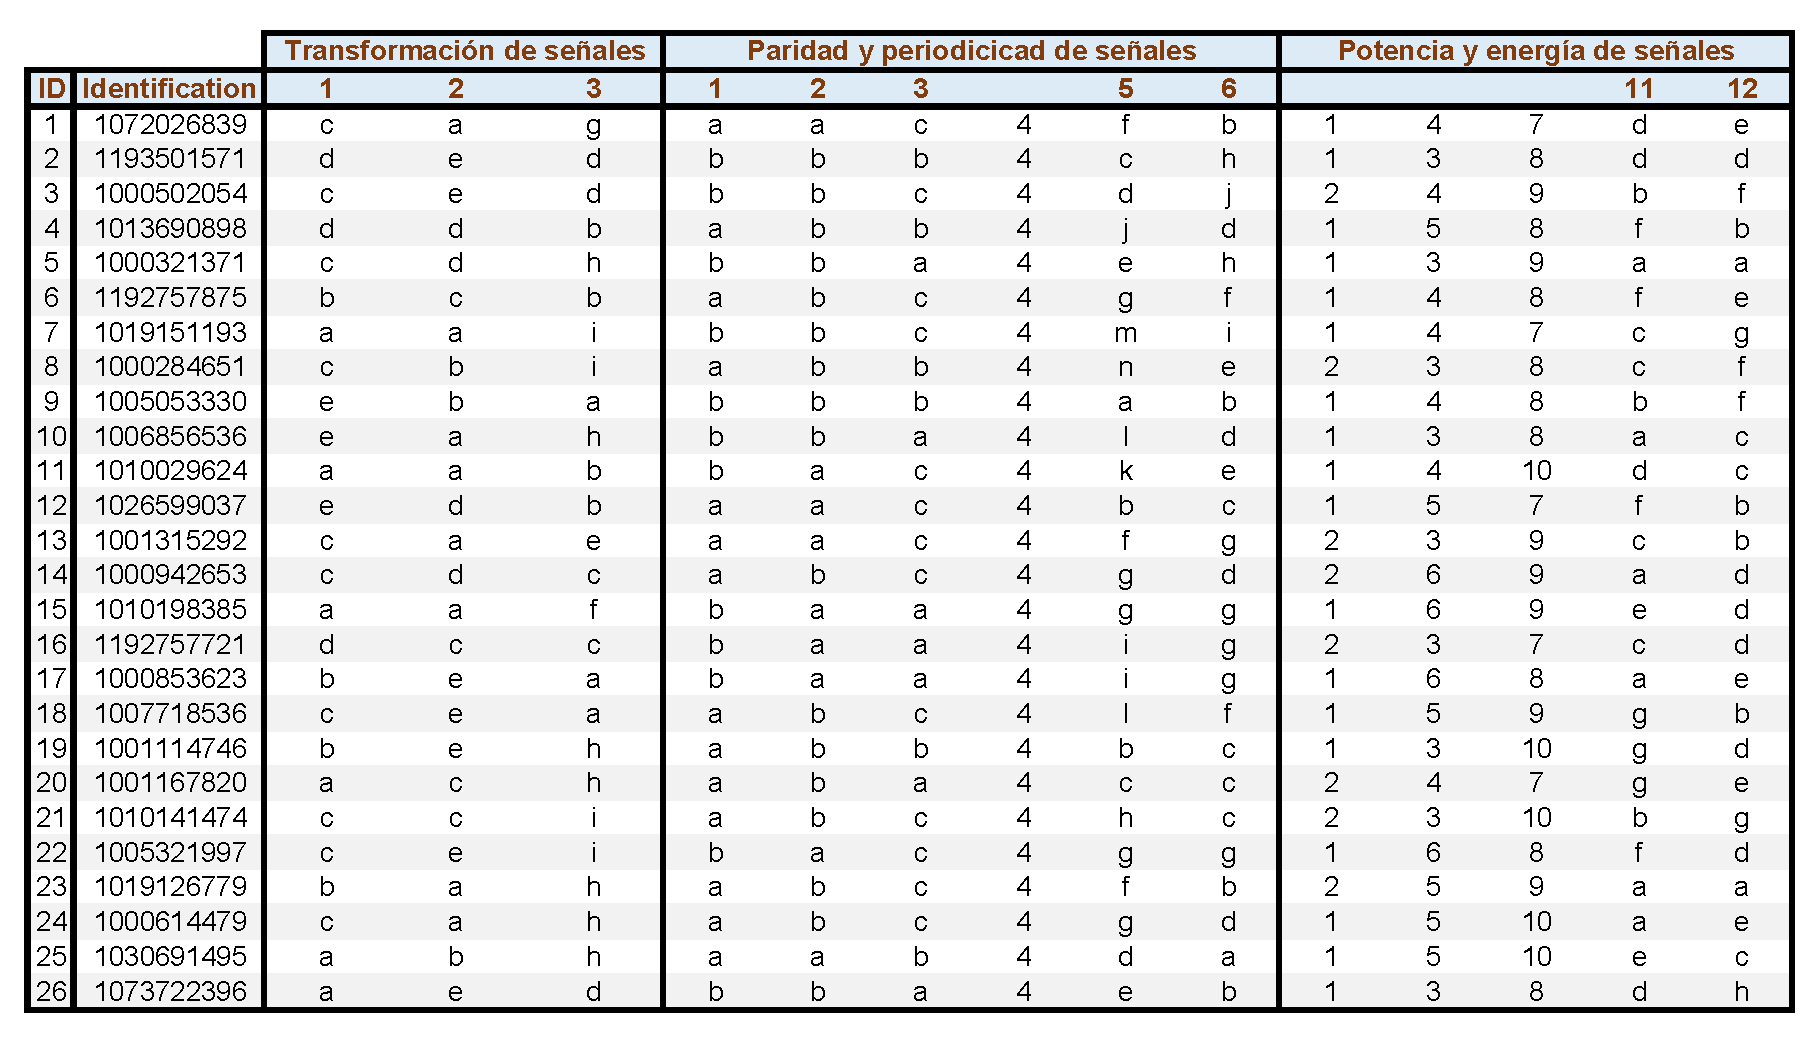 Transformación de señales Paridad y periodicicad de señales Potencia y energía de señales
ID Identification 1 2 3 1 2 3 5 6 11 12
1 1072026839 c a g a a c 4 f b 1 4 7 d e
2 1193501571 d e d b b b 4 c h 1 3 8 d d
3 1000502054 c e d b b c 4 d j 2 4 9 b f
4 1013690898 d d b a b b 4 j d 1 5 8 f b
5 1000321371 c d h b b a 4 e h 1 3 9 a a
6 1192757875 b c b a b c 4 g f 1 4 8 f e
7 1019151193 a a i b b c 4 m i 1 4 7 c g
8 1000284651 c b i a b b 4 n e 2 3 8 c f
9 1005053330 e b a b b b 4 a b 1 4 8 b f
10 1006856536 e a h b b a 4 l d 1 3 8 a c
11 1010029624 a a b b a c 4 k e 1 4 10 d c
12 1026599037 e d b a a c 4 b c 1 5 7 f b
13 1001315292 c a e a a c 4 f g 2 3 9 c b
14 1000942653 c d c a b c 4 g d 2 6 9 a d
15 1010198385 a a f b a a 4 g g 1 6 9 e d
16 1192757721 d c c b a a 4 i g 2 3 7 c d
17 1000853623 b e a b a a 4 i g 1 6 8 a e
18 1007718536 c e a a b c 4 l f 1 5 9 g b
19 1001114746 b e h a b b 4 b c 1 3 10 g d
20 1001167820 a c h a b a 4 c c 2 4 7 g e
21 1010141474 c c i a b c 4 h c 2 3 10 b g
22 1005321997 c e i b a c 4 g g 1 6 8 f d
23 1019126779 b a h a b c 4 f b 2 5 9 a a
24 1000614479 c a h a b c 4 g d 1 5 10 a e
25 1030691495 a b h a a b 4 d a 1 5 10 e c
26 1073722396 a e d b b a 4 e b 1 3 8 d h